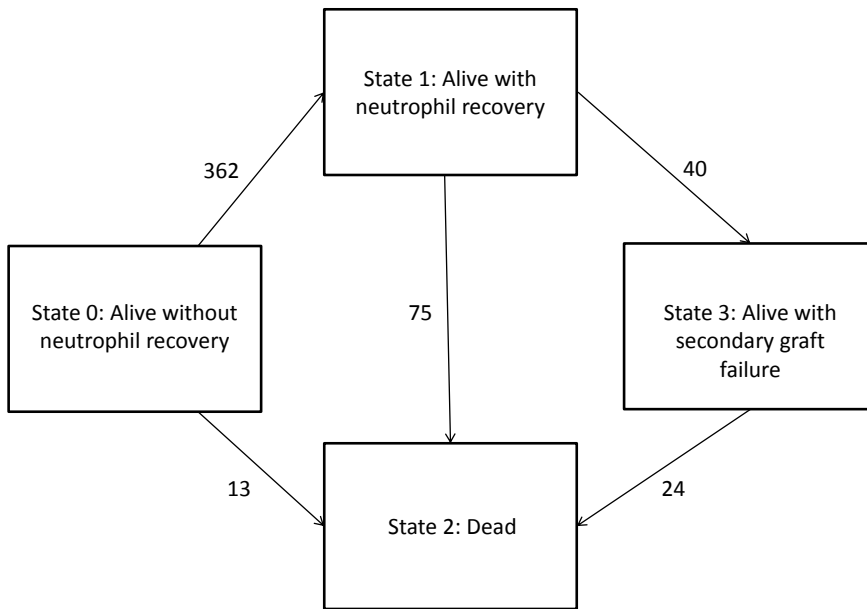 State 1: Alive with
neutrophil recovery
362
40
State 0: Alive without
neutrophil recovery
75
State 3: Alive with
secondary graft
failure
13
24
State 2: Dead